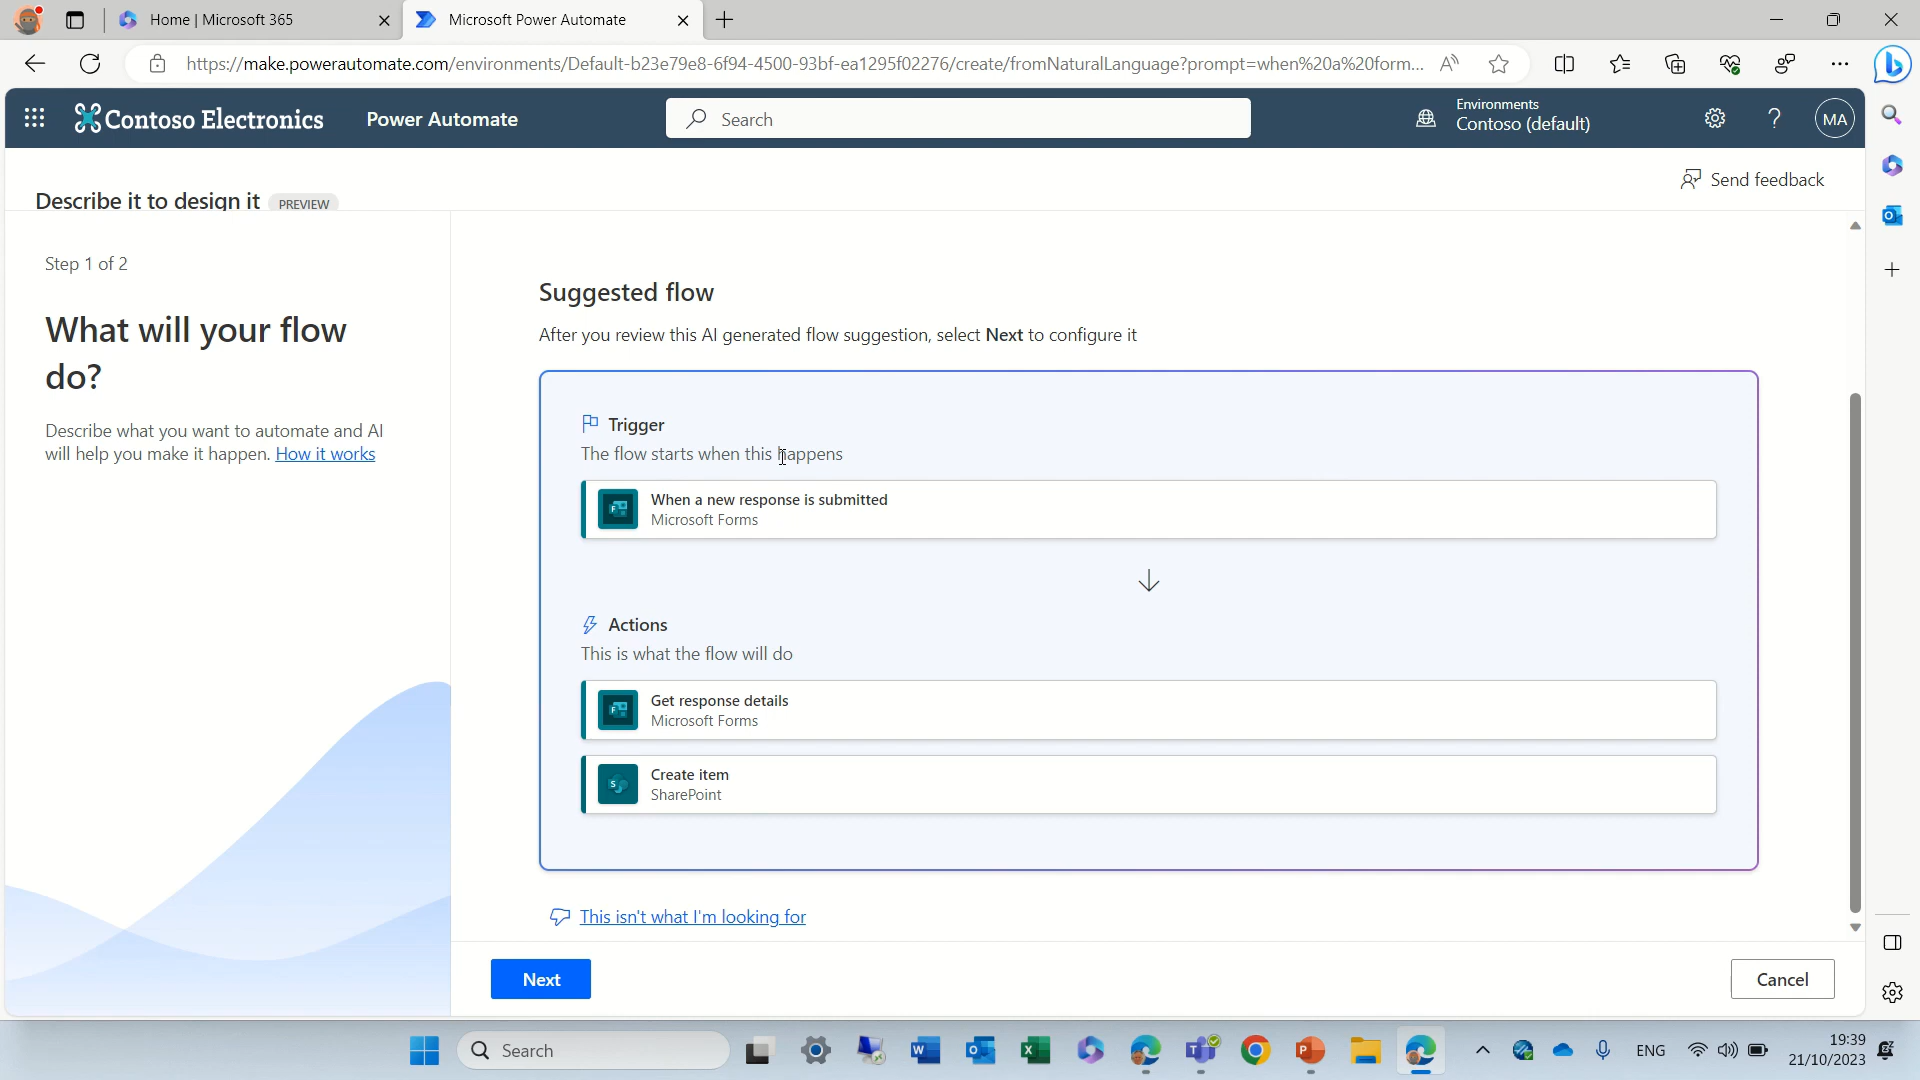 Home | Microsoft 365
Microsoft Power Automate
https://make.powerautomate.com/environments/Default-b23e79e8-6f94-4500-93bf-ea1295f02276/create/fromNaturalLanguage?prompt=when%20a%20form...
Contoso Electronics
Power Automate
Search
Environments
Contoso (default)
?
MA
Describe it to design it
PREVIEW
Send feedback
Step 1 of 2
What will your flow
do?
Describe what you want to automate and AI
will help you make it happen. How it works
Suggested flow
After you review this AI generated flow suggestion, select Next to configure it
Trigger
The flow starts when this happens
When a new response is submitted
Microsoft Forms
Actions
This is what the flow will do
Get response details
Microsoft Forms
Create item
SharePoint
This isn't what I'm looking for
Next
Cancel
Search
ENG
19:39
21/10/2023